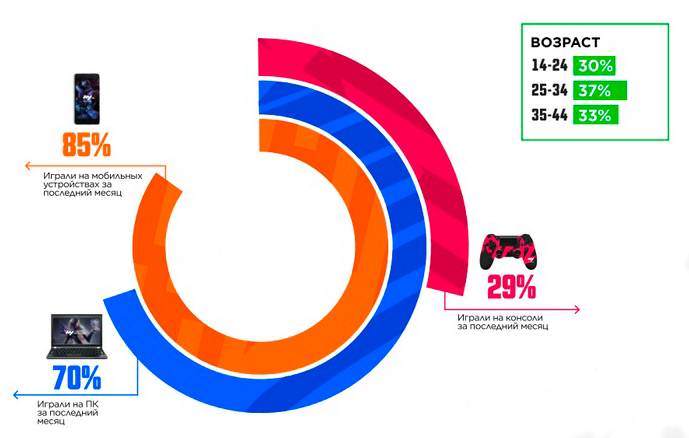 ВОЗРАСТ
14-24 30%
25-34 37%
35-44 33%
85%
Играли на мобильных
устройствах за
последний месяц
29%
Играли на консоли
за последний месяц
70%
Играли на ПК
за последний
месяц